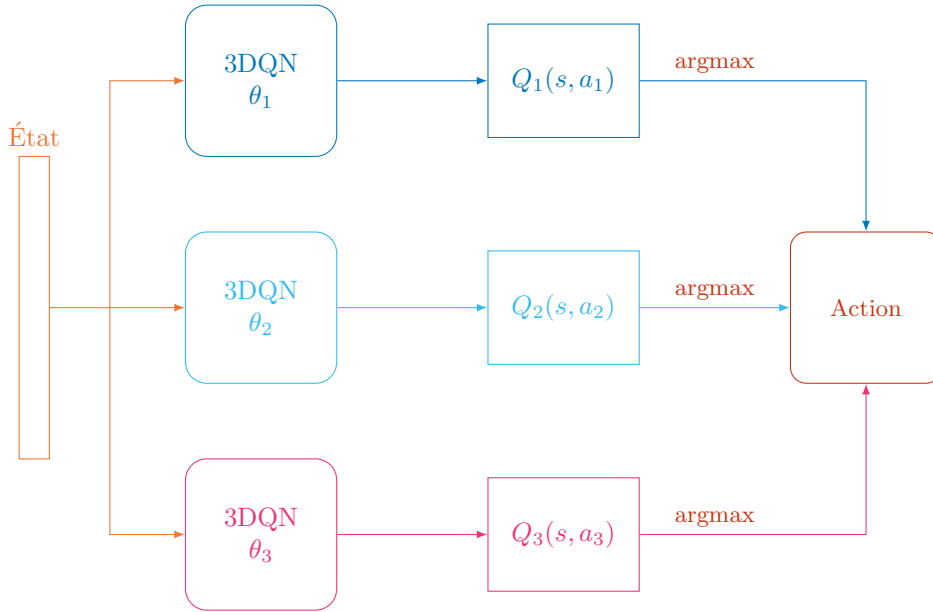 État
3DQN
θ₁
Q₁(s, a₁)
argmax
3DQN
θ₂
Q₂(s, a₂)
argmax
Action
3DQN
θ₃
Q₃(s, a₃)
argmax